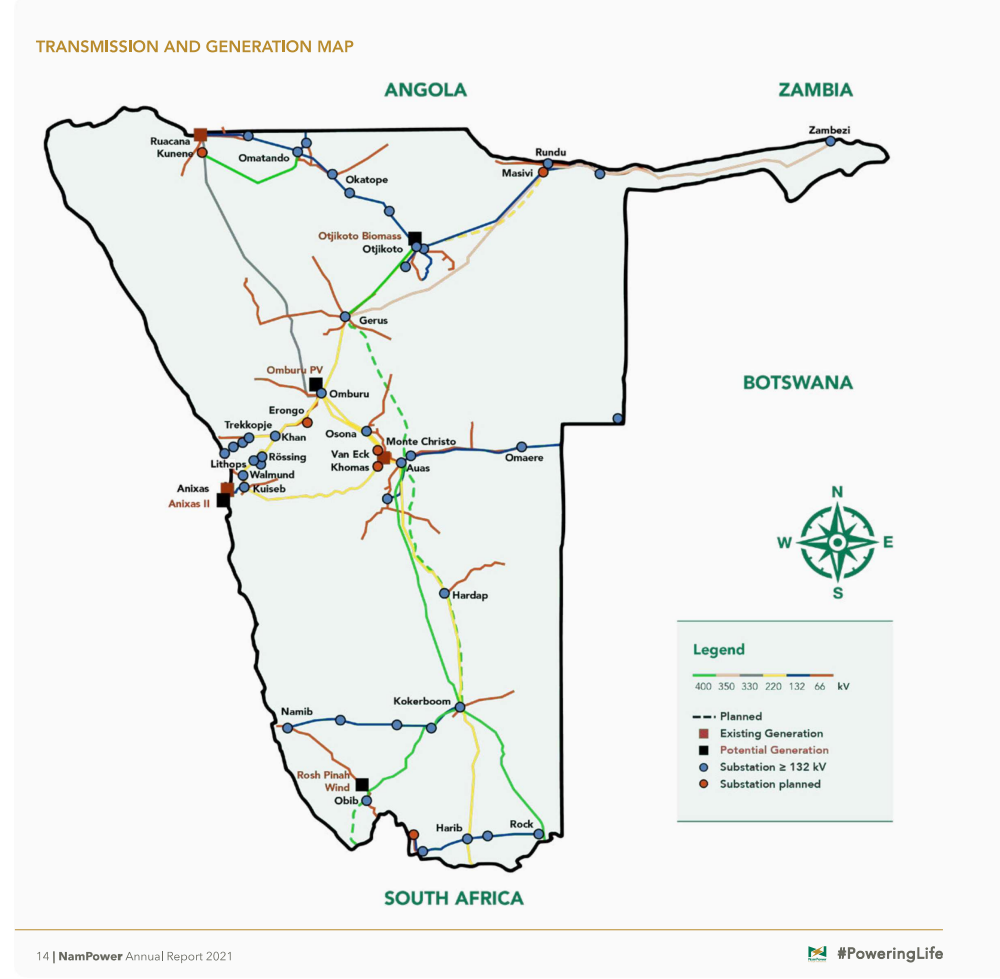 TRANSMISSION AND GENERATION MAP
ANGOLA
ZAMBIA
Zambezi
Ruacana
Kunene
Omatando
Rundu
Masivi
Okatope
Otjikoto Biomass
Otjikoto
Gerus
Omburu PV
Omburu
BOTSWANA
Erongo
Trekkopje
Khan
Osona
Monte Christo
Van Eck
Khomas
Auas
Omaere
Lithops
Rössing
Walmund
Anixas
Kuiseb
Anixas II
N
W
E
S
Hardap
Legend
400 350 330 220 132 66 kV
Planned
Existing Generation
Potential Generation
Substation ≥ 132 kV
Substation planned
Kokerboom
Namib
Rosh Pinah
Wind
Obib
Harib
Rock
SOUTH AFRICA
14 | NamPower Annual Report 2021
#PoweringLife